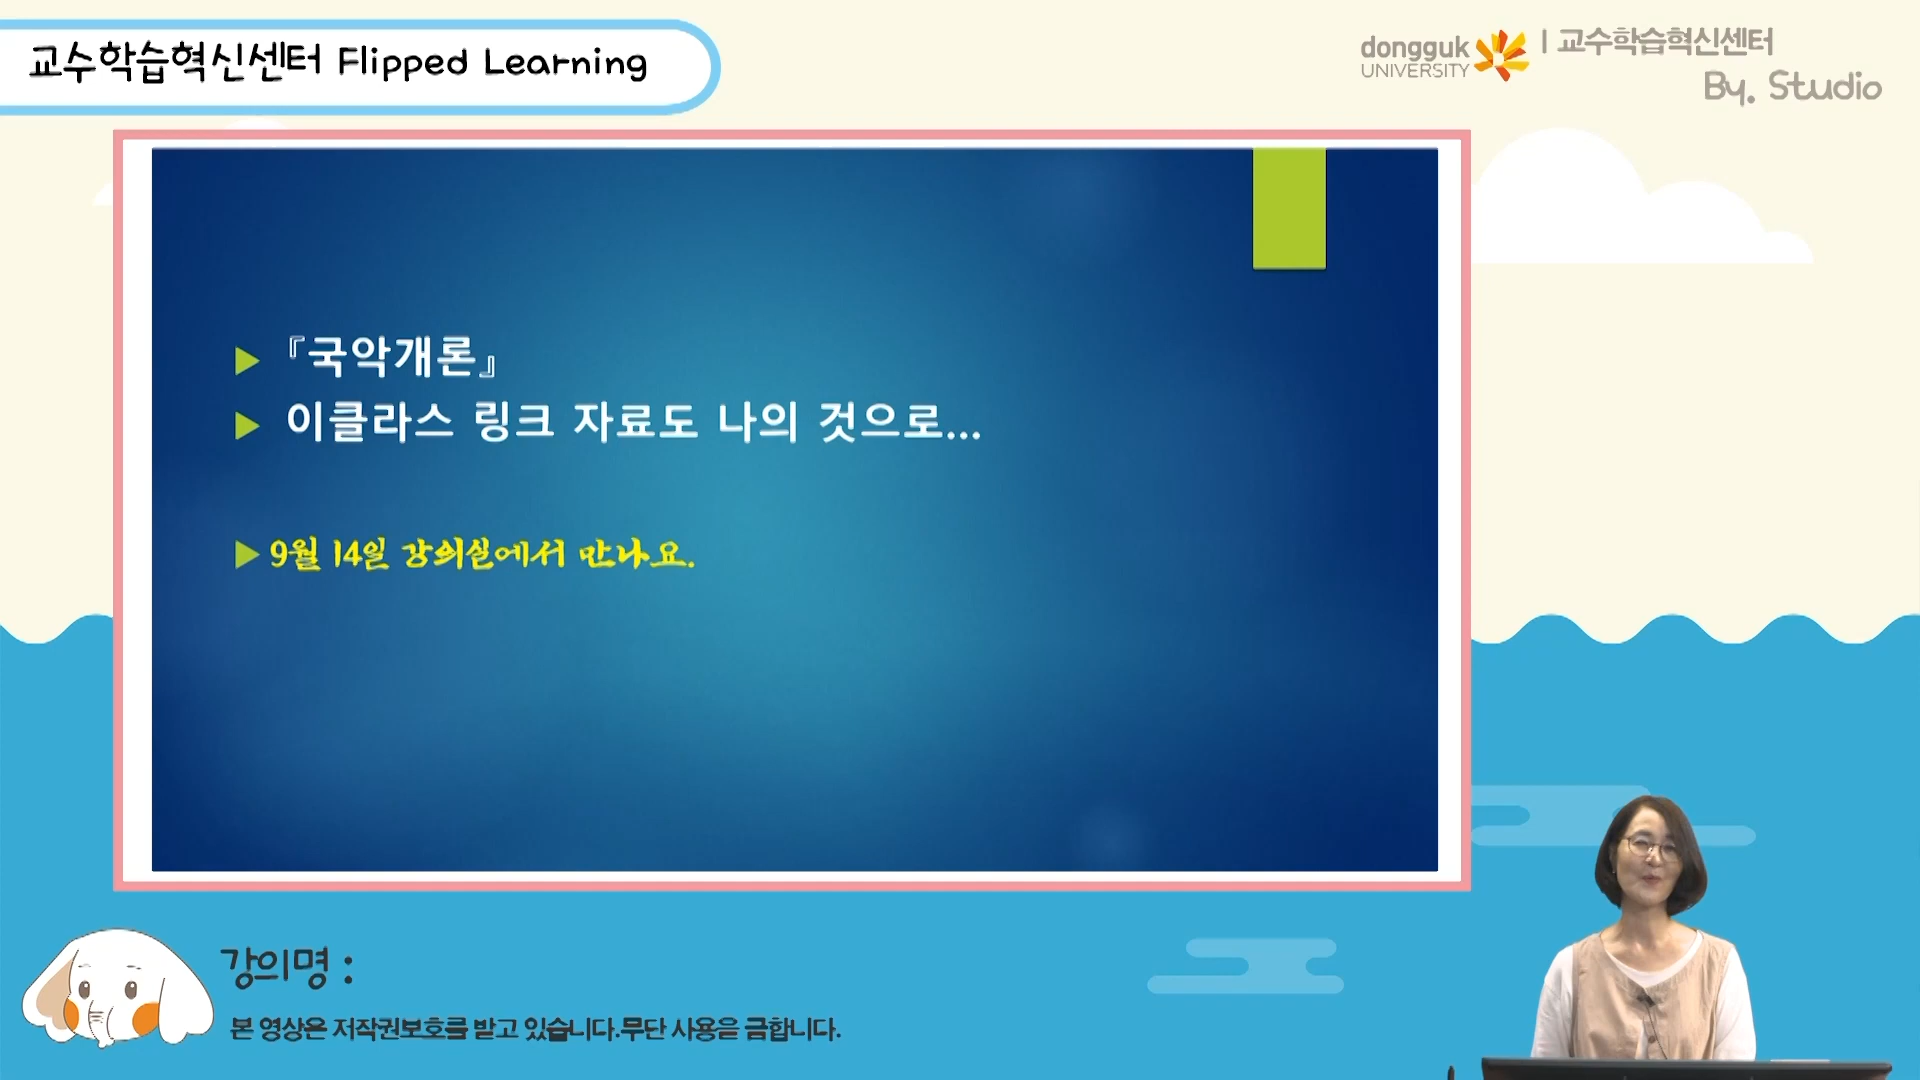 교수학습혁신센터 Flipped Learning
dongguk UNIVERSITY | 교수학습혁신센터
By. Studio
『국악개론』
이클라스 링크 자료도 나의 것으로...
9월 14일 강의실에서 만나요.
강의명 :
본 영상은 저작권보호를 받고 있습니다.무단 사용을 금합니다.